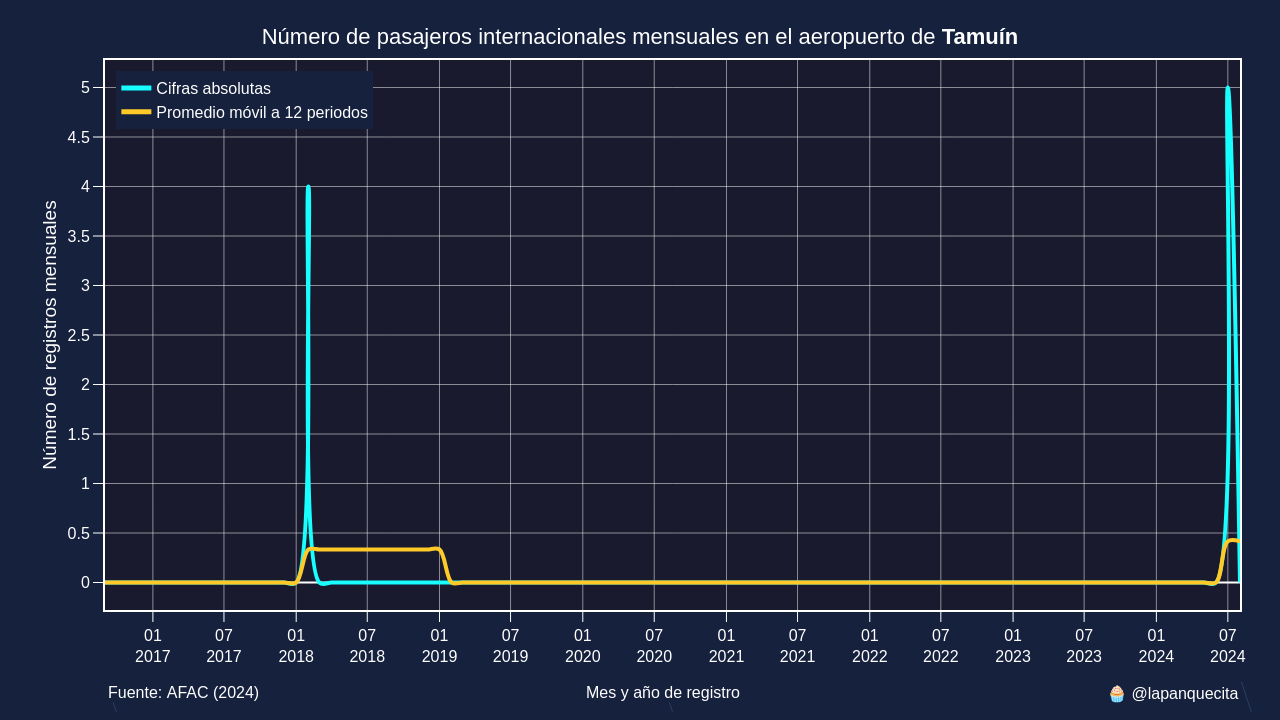 Número de pasajeros internacionales mensuales en el aeropuerto de Tamuín
Cifras absolutas
Promedio móvil a 12 periodos
Número de registros mensuales
5
4.5
4
3.5
3
2.5
2
1.5
1
0.5
0
01 07 01 07 01 07 01 07 01 07 01 07 01 07 01 07
2017 2017 2018 2018 2019 2019 2020 2020 2021 2021 2022 2022 2023 2023 2024 2024
Fuente: AFAC (2024) Mes y año de registro 🧁 @lapanquecita